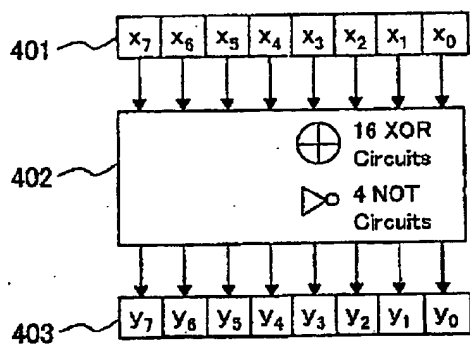 401 x7 x6 x5 x4 x3 x2 x1 x0
16 XOR
Circuits
402
4 NOT
Circuits
403 y7 y6 y5 y4 y3 y2 y1 y0